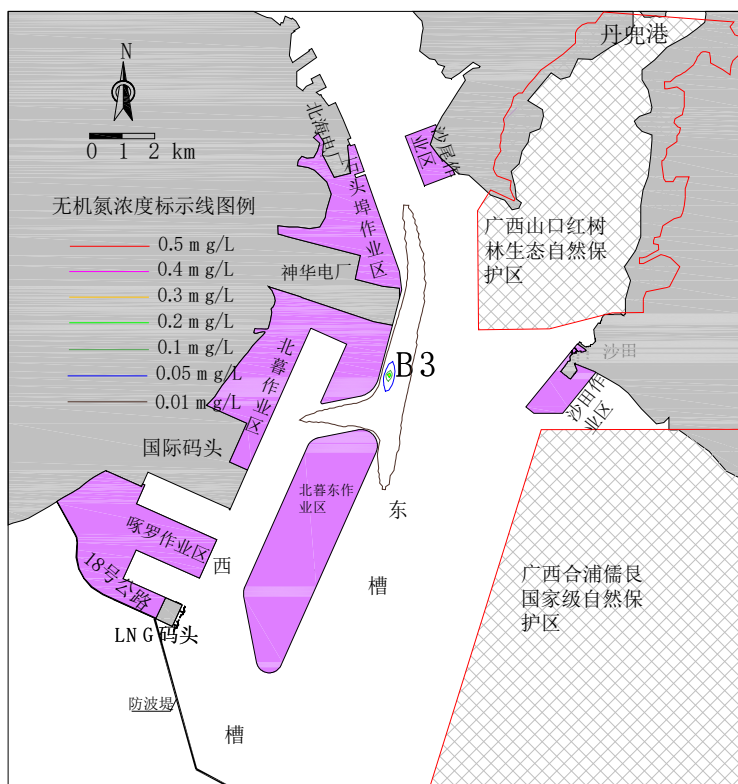 丹兜港
N
0 1 2 km
北海电厂
石头埠作业区
沙尾作
业区
无机氮浓度标示线图例
0.5 mg/L
0.4 mg/L
0.3 mg/L
0.2 mg/L
0.1 mg/L
0.05 mg/L
0.01 mg/L
广西山口红树
林生态自然保
护区
神华电厂
北暮作业区
B3
沙田
沙田作
业区
国际码头
北暮东作
业区
东
槽
啄罗作业区
西
槽
18号公路
LNG码头
防波堤
广西合浦儒艮
国家级自然保
护区